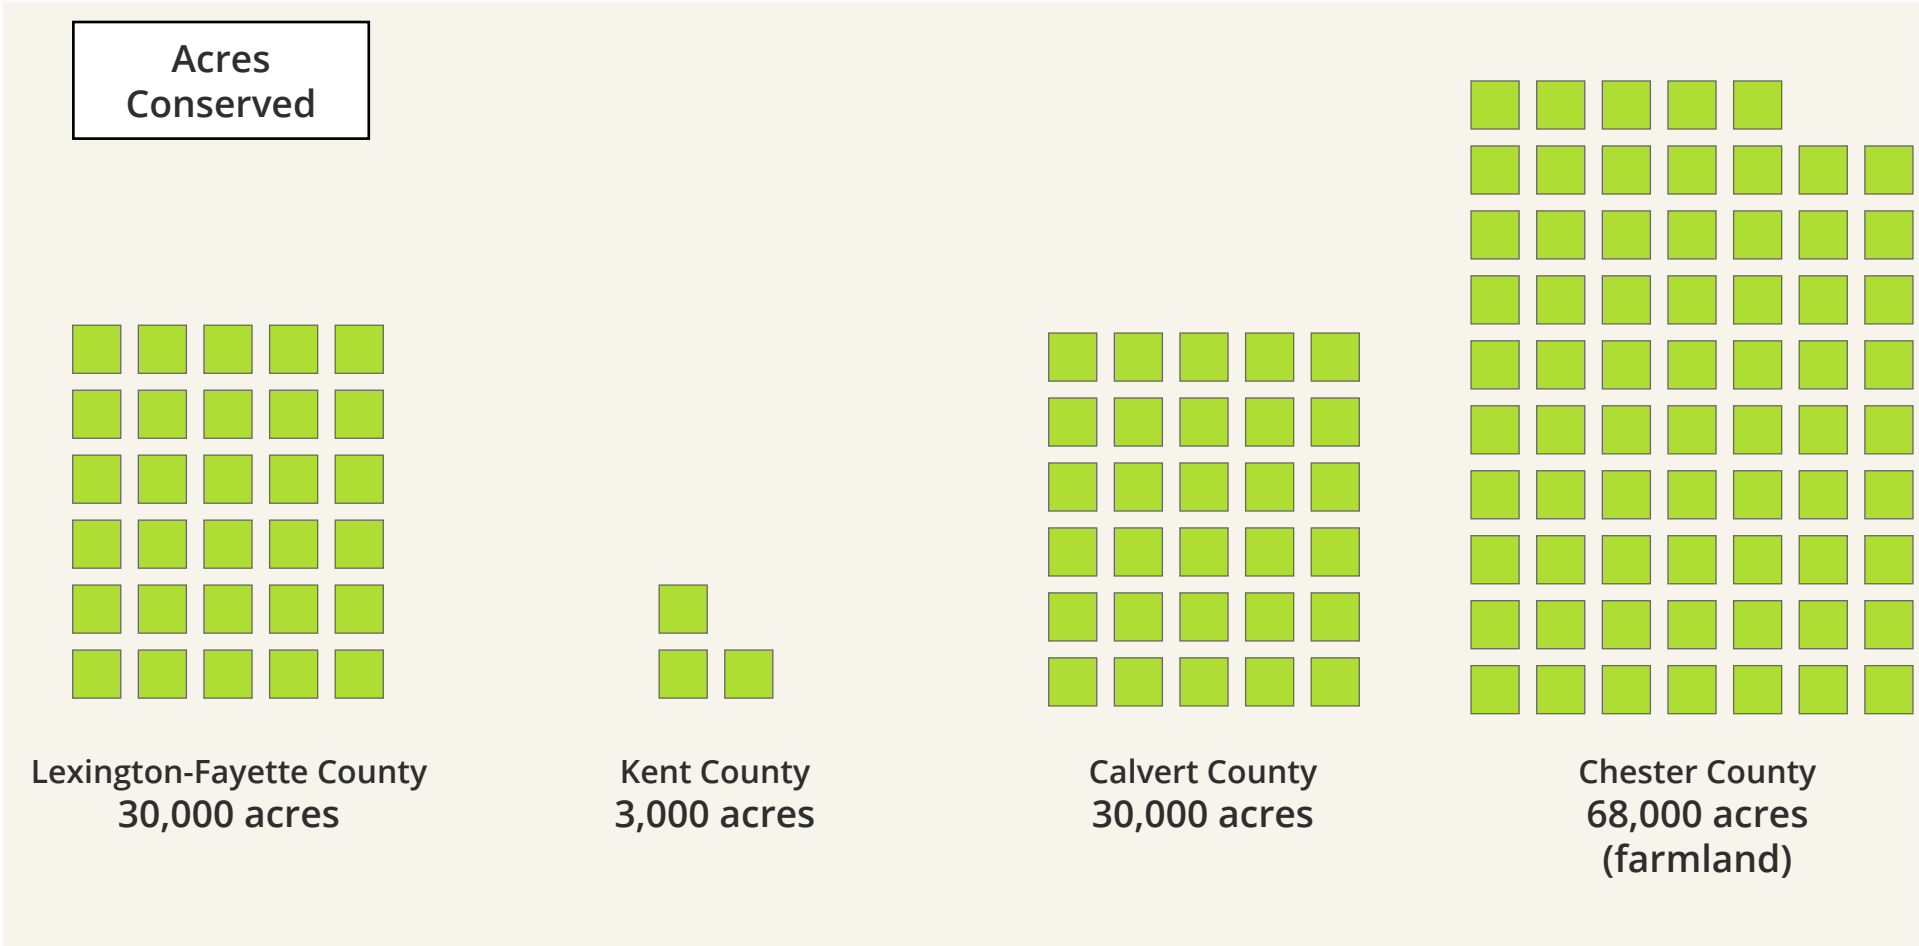 Acres
Conserved
Lexington-Fayette County
30,000 acres
Kent County
3,000 acres
Calvert County
30,000 acres
Chester County
68,000 acres
(farmland)